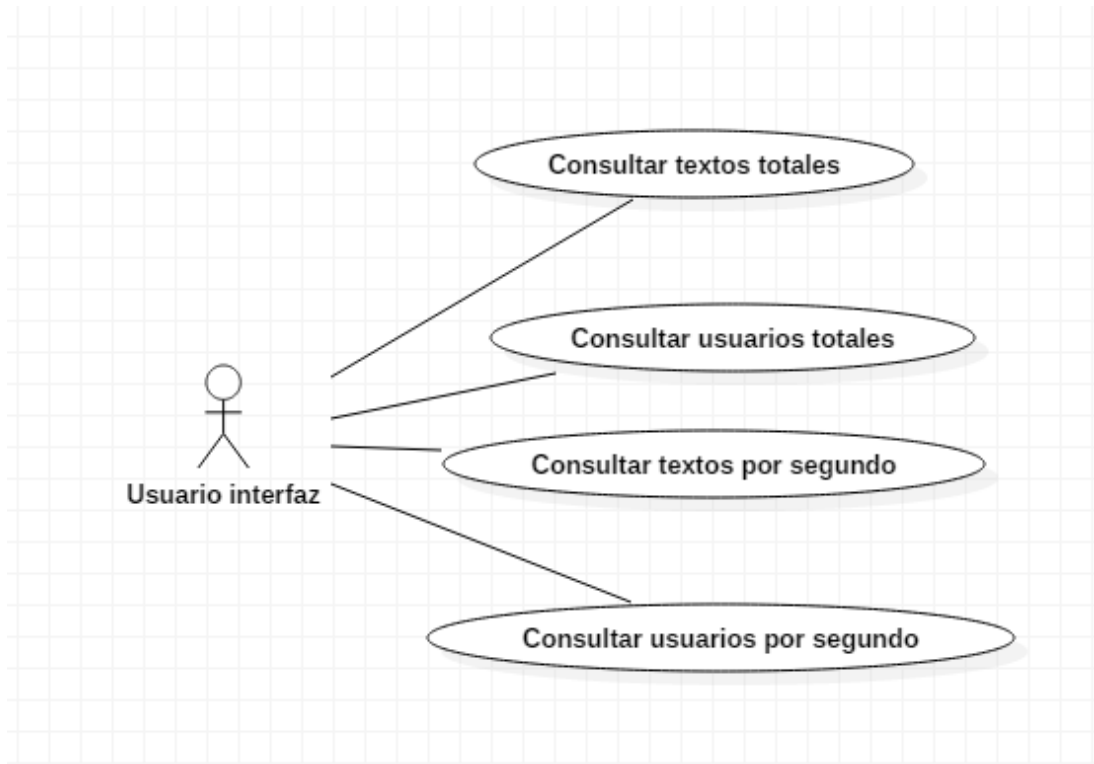 Consultar textos totales
Consultar usuarios totales
Consultar textos por segundo
Usuario interfaz
Consultar usuarios por segundo